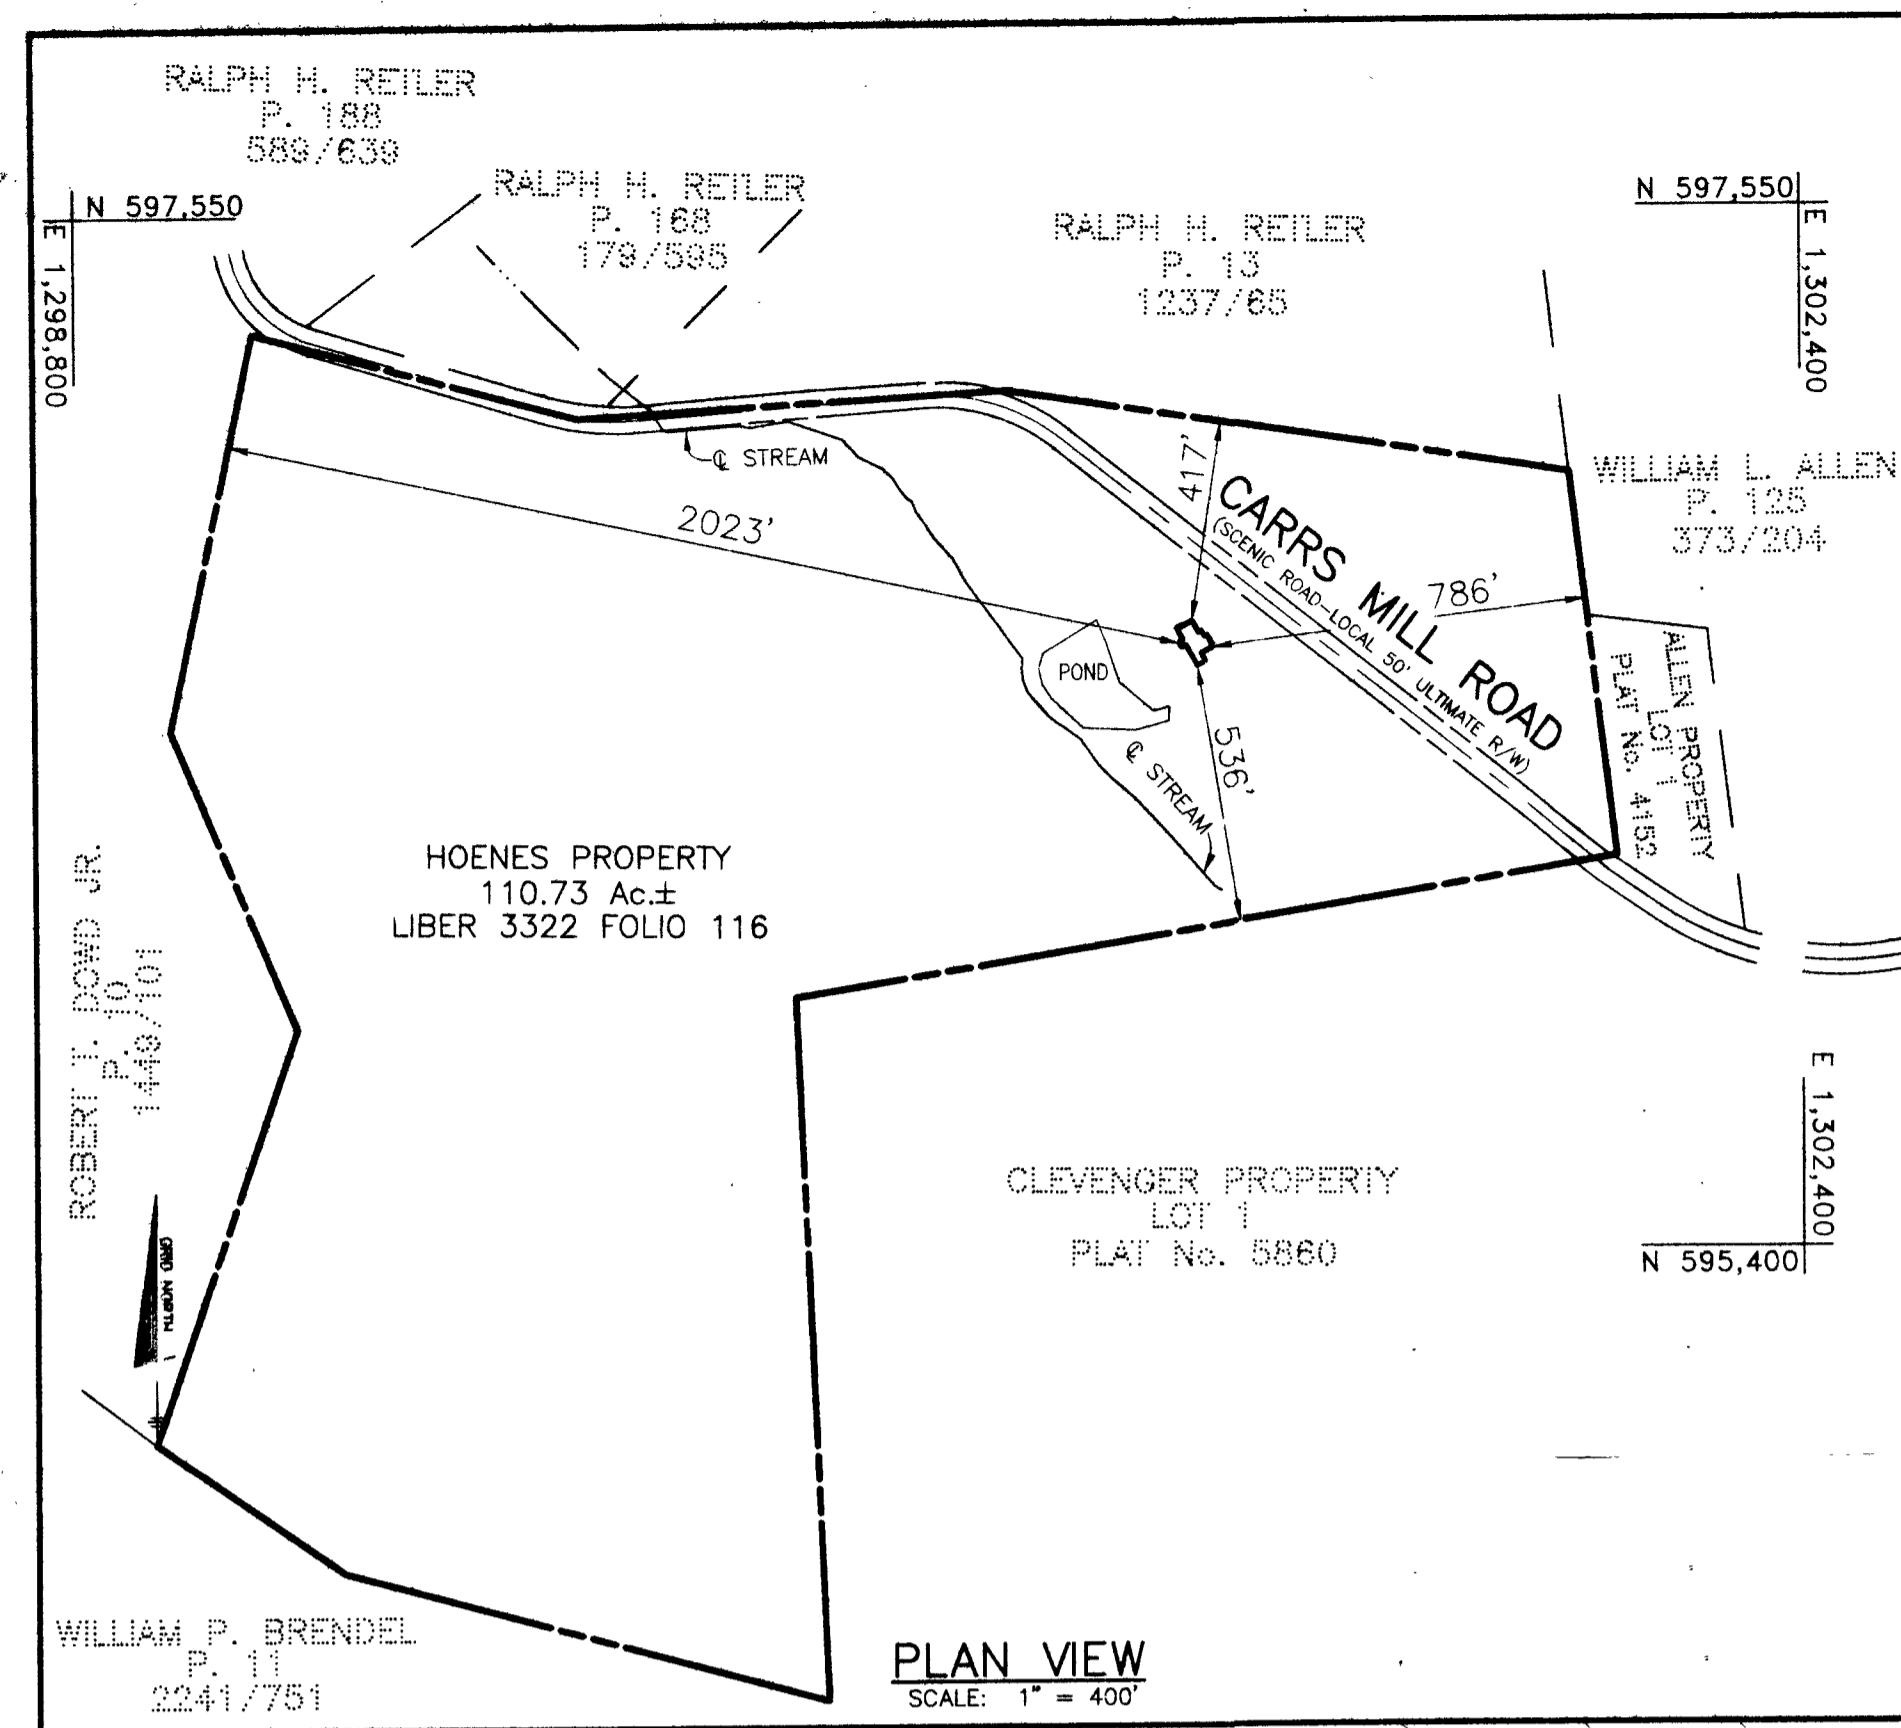 RALPH H. REILER
P. 188
589/639
RALPH H. REILER
P. 168
179/595
RALPH H. REILER
P. 13
1237/65
N 597,550
E 1,298,800
N 597,550
E 1,302,400
℄ STREAM
2023'
417'
CARRS MILL ROAD
(SCENIC ROAD-LOCAL 50' ULTIMATE R/W)
786'
WILLIAM L. ALLEN
P. 125
373/204
ALLEN PROPERTY
LOT 1
PLAT No. 4152
POND
℄ STREAM
536'
HOENES PROPERTY
110.73 Ac.±
LIBER 3322 FOLIO 116
ROBERT T. DOWD JR.
P. 10
1449/101
GRID NORTH
CLEVENGER PROPERTY
LOT 1
PLAT No. 5860
E 1,302,400
N 595,400
WILLIAM P. BRENDEL
P. 11
2241/751
PLAN VIEW
SCALE: 1" = 400'